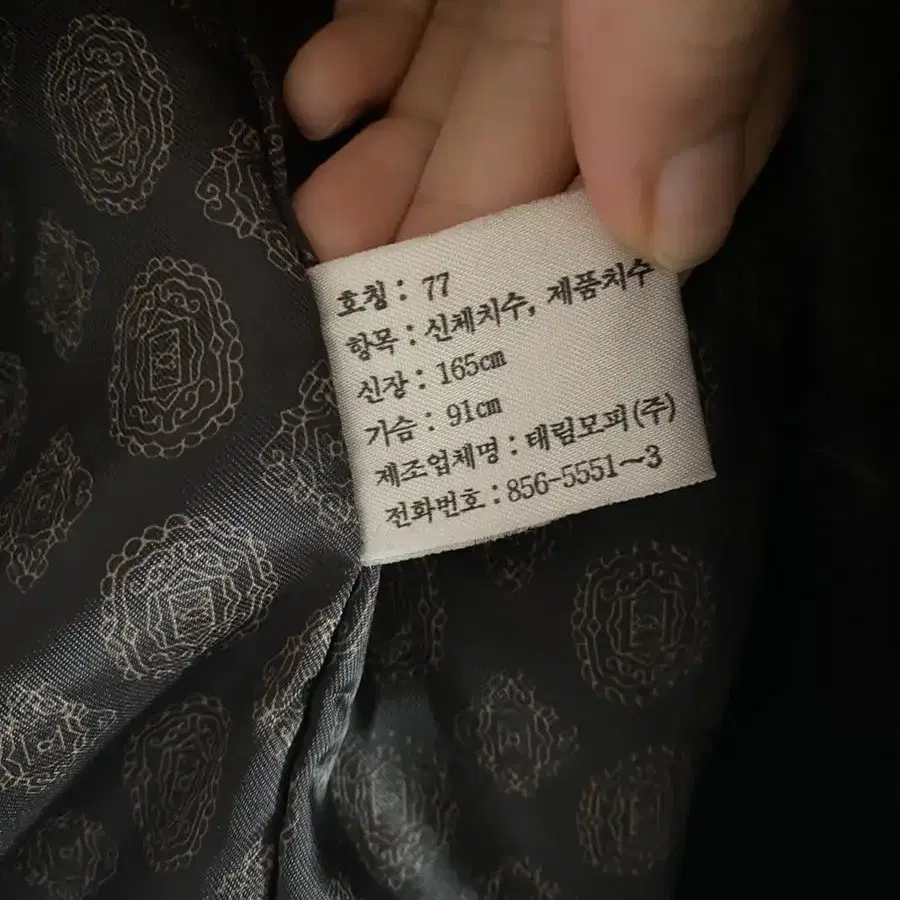 호칭 : 77
항목 : 신체치수, 제품치수
신장 : 165cm
가슴 : 91cm
제조업체명 : 태림모피(주)
전화번호 : 856-5551~3